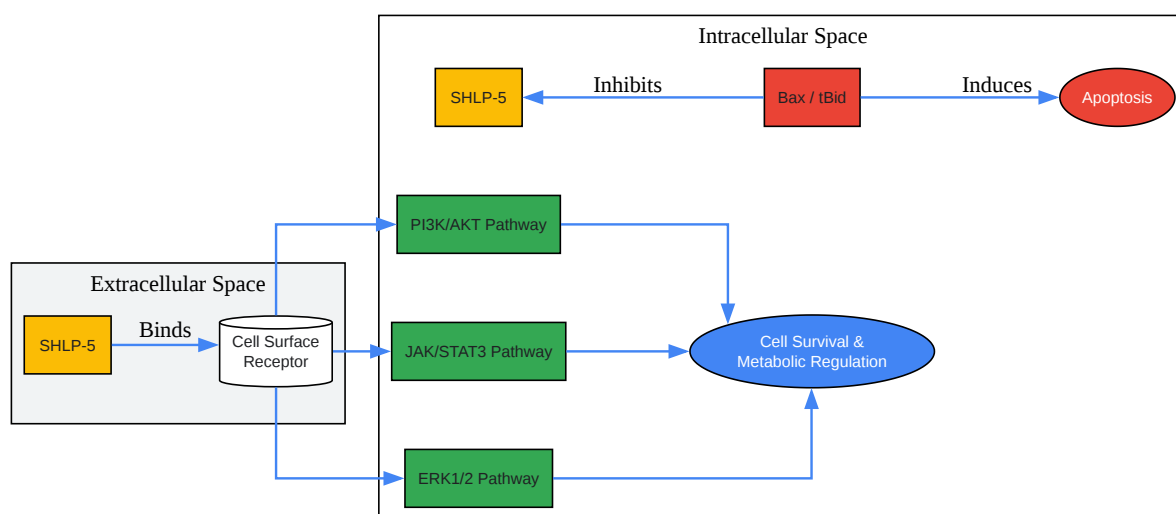 Intracellular Space
SHLP-5
Inhibits
Bax / tBid
Induces
Apoptosis
PI3K/AKT Pathway
Extracellular Space
SHLP-5
Binds
Cell Surface
Receptor
JAK/STAT3 Pathway
Cell Survival &
Metabolic Regulation
ERK1/2 Pathway